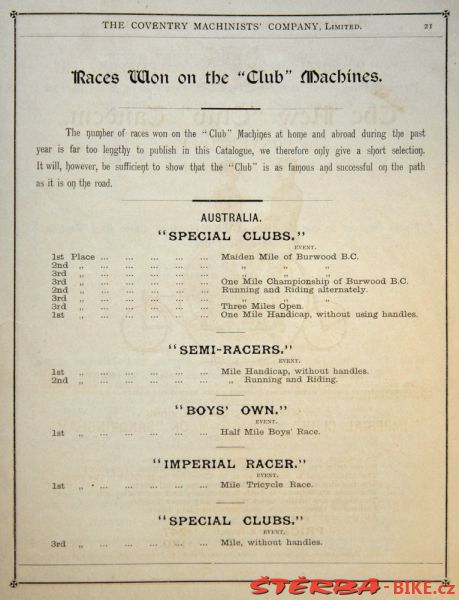 THE COVENTRY MACHINISTS' COMPANY, LIMITED. 21
Races Won on the "Club" Machines.
The number of races won on the "Club" Machines at home and abroad during the past
year is far too lengthy to publish in this Catalogue, we therefore only give a short selection.
It will, however, be sufficient to show that the "Club" is as famous and successful on the path
as it is on the road.
AUSTRALIA.
"SPECIAL CLUBS."
EVENT.
1st Place ... ... ... ... ... Maiden Mile of Burwood B.C.
2nd „ ... ... ... ... ... „ „ „
3rd „ ... ... ... ... ... „ „ „
3rd „ ... ... ... ... ... One Mile Championship of Burwood B.C.
2nd „ ... ... ... ... ... Running and Riding alternately.
3rd „ ... ... ... ... ... „ „ „
3rd „ ... ... ... ... ... Three Miles Open.
1st „ ... ... ... ... ... One Mile Handicap, without using handles.
"SEMI-RACERS."
EVENT.
1st „ ... ... ... ... ... Mile Handicap, without handles.
2nd „ ... ... ... ... ... „ Running and Riding.
"BOYS' OWN."
EVENT.
1st „ ... ... ... ... ... Half Mile Boys' Race.
"IMPERIAL RACER."
EVENT.
1st „ ... ... ... ... ... Mile Tricycle Race.
"SPECIAL CLUBS."
EVENT.
3rd „ ... ... ... ... ... Mile, without handles.
ŠTĚRBA-BIKE.cz